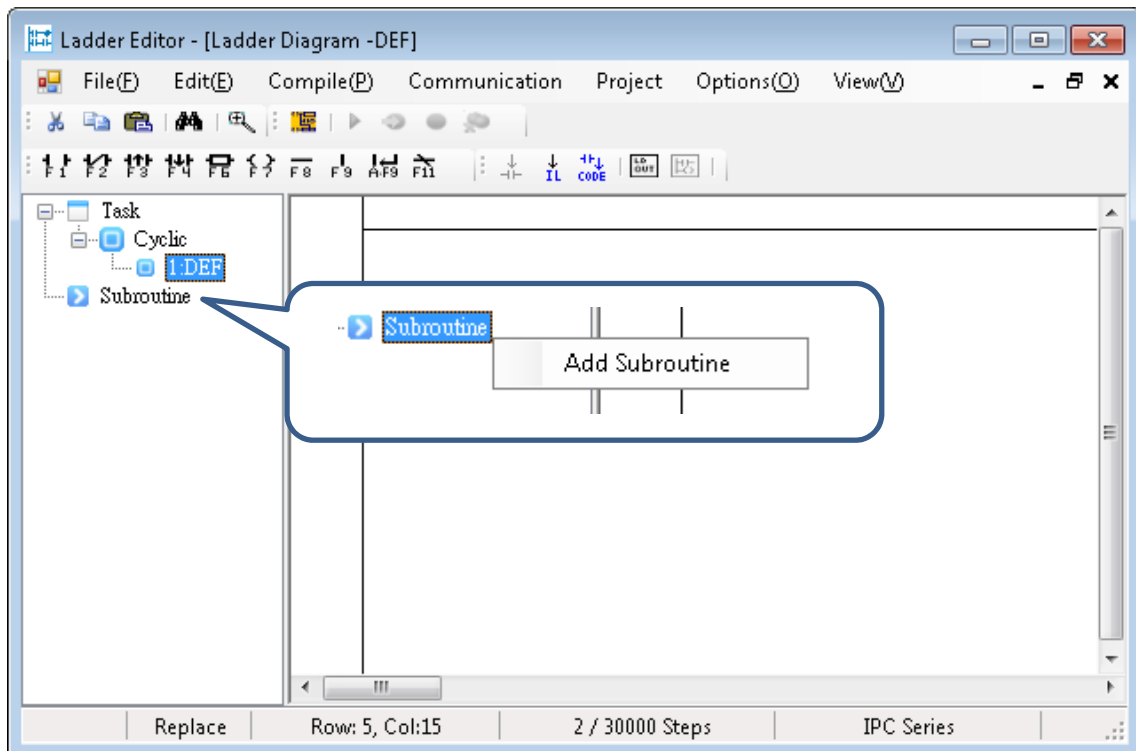 Ladder Editor - [Ladder Diagram -DEF]
File(F) Edit(E) Compile(P) Communication Project Options(O) View(V)
F1 F2 F3 F4 F6 F7 F8 F9 AF9 F11 IL CODE LD OUT
Task
Cyclic
1:DEF
Subroutine
Subroutine
Add Subroutine
Replace Row: 5, Col:15 2 / 30000 Steps IPC Series